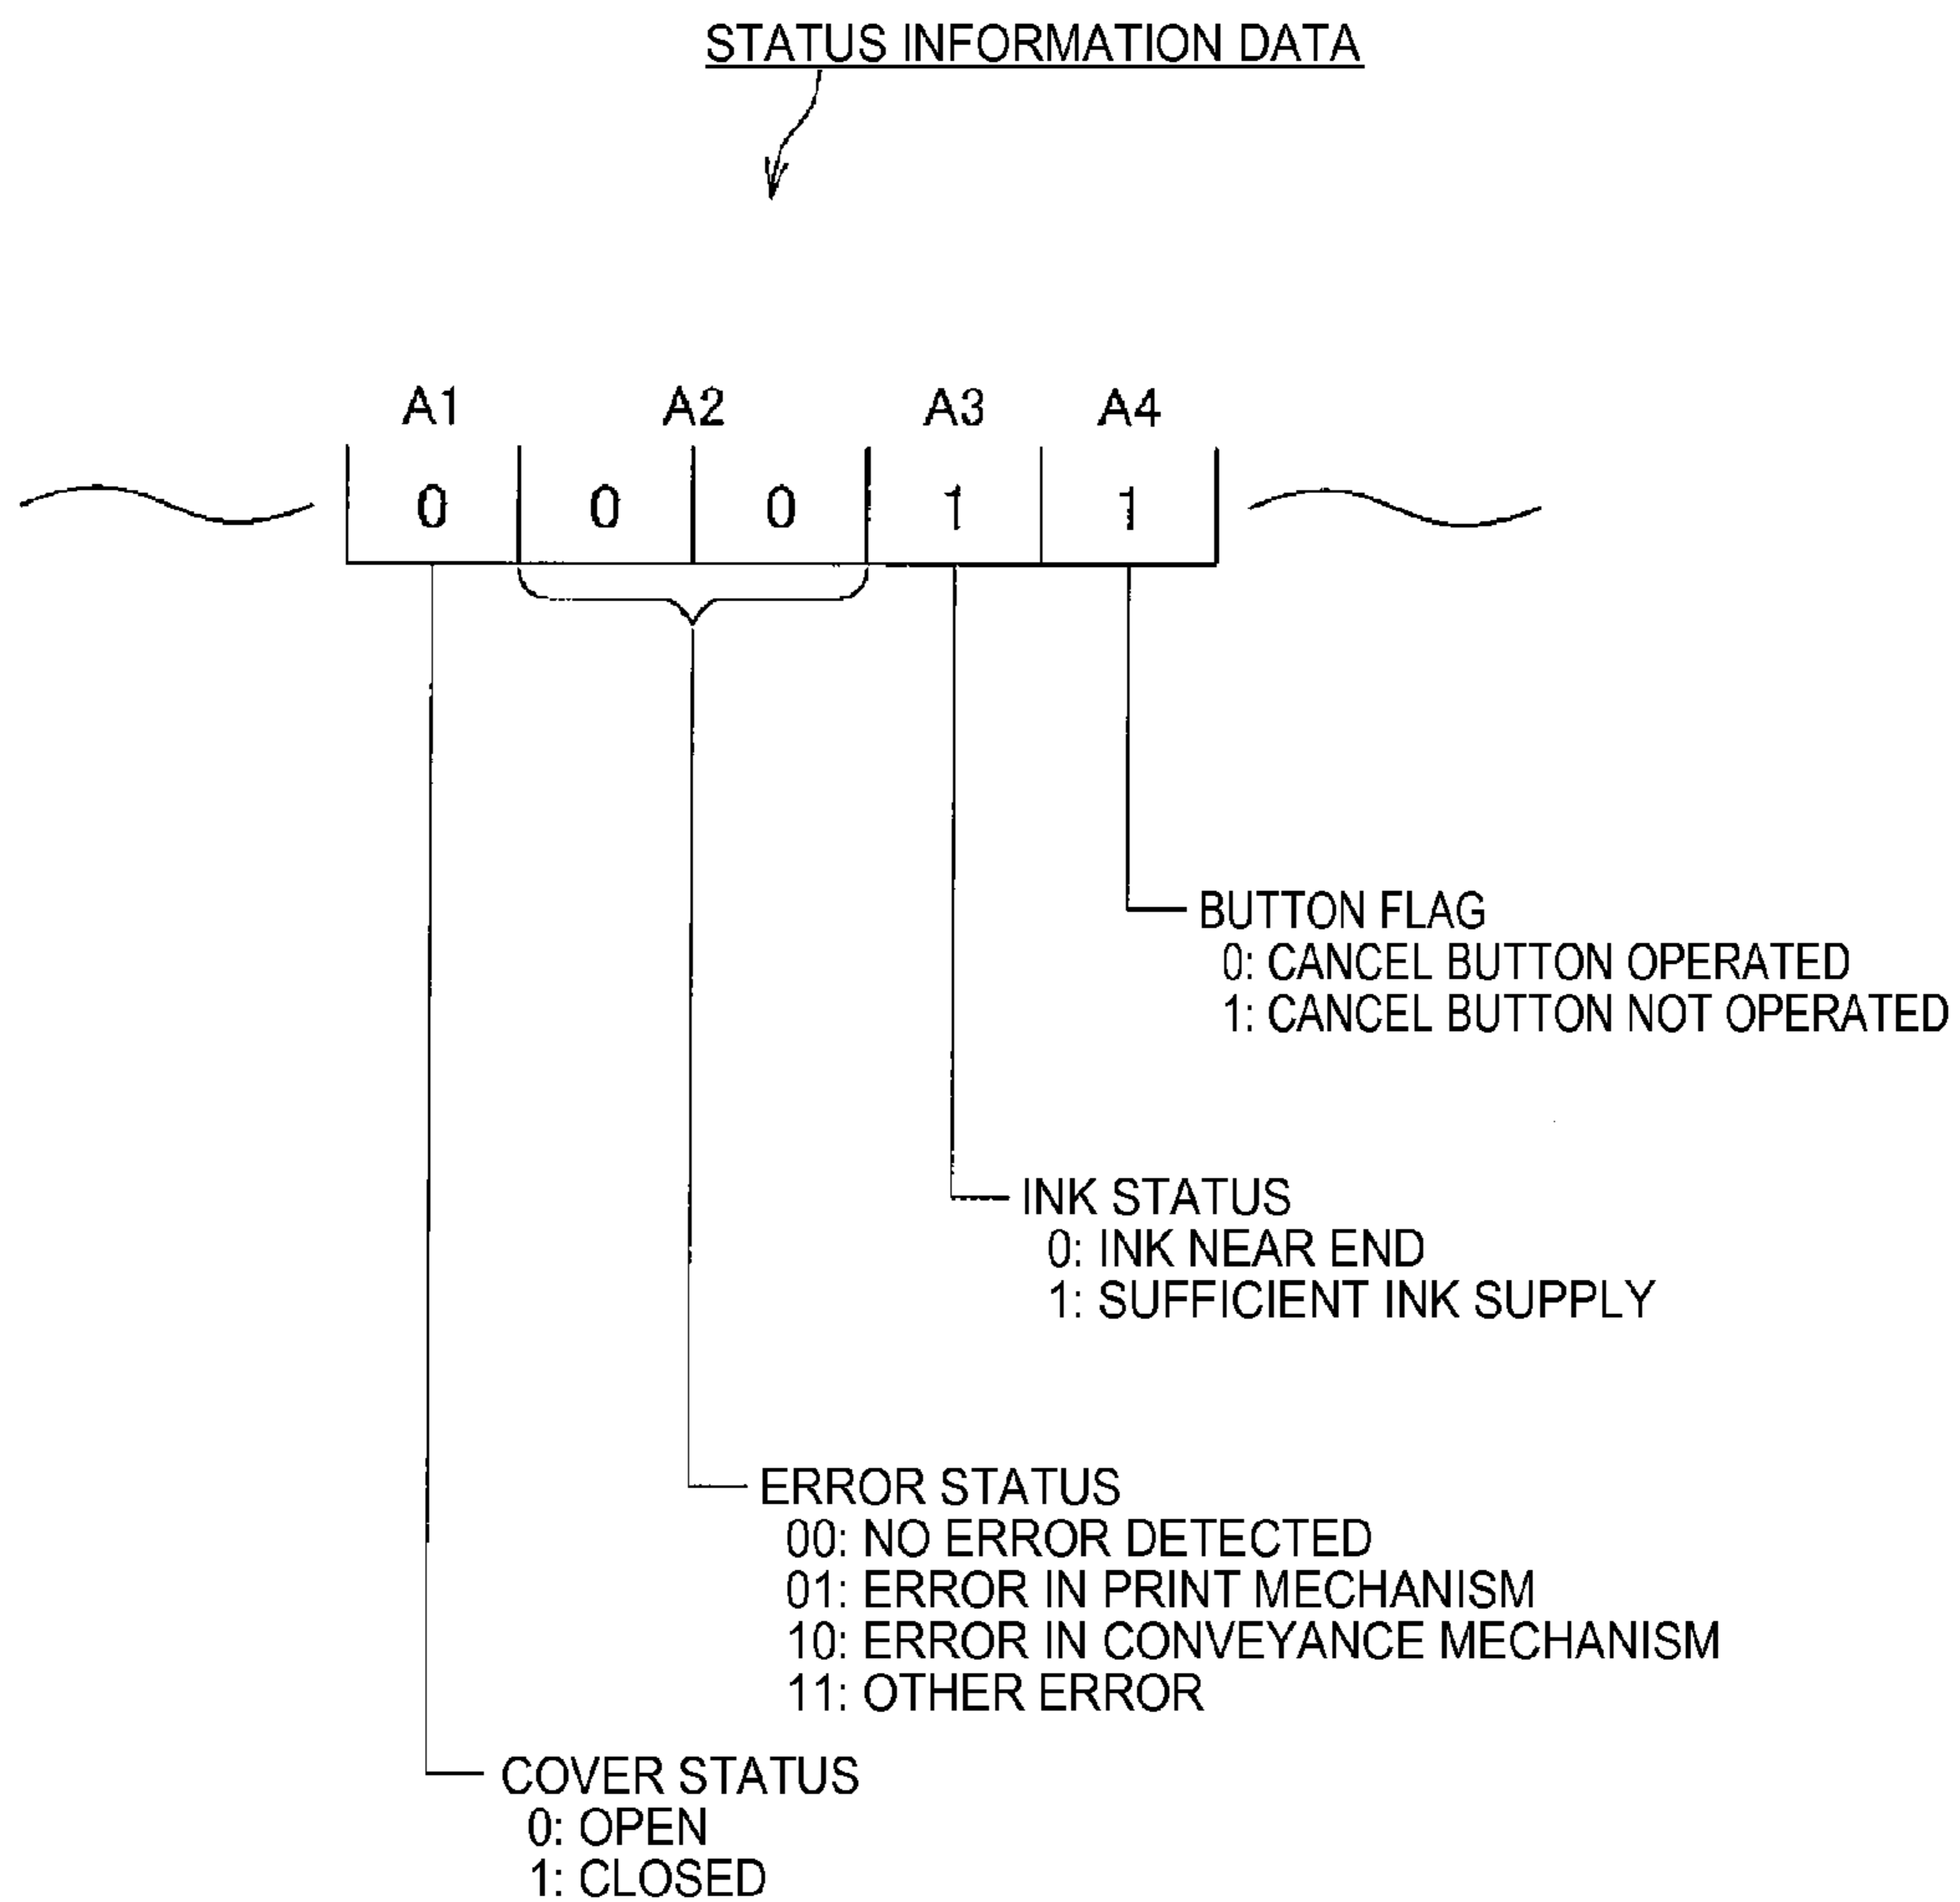 STATUS INFORMATION DATA
A1 A2 A3 A4
0 0 0 1 1
BUTTON FLAG
0: CANCEL BUTTON OPERATED
1: CANCEL BUTTON NOT OPERATED
INK STATUS
0: INK NEAR END
1: SUFFICIENT INK SUPPLY
ERROR STATUS
00: NO ERROR DETECTED
01: ERROR IN PRINT MECHANISM
10: ERROR IN CONVEYANCE MECHANISM
11: OTHER ERROR
COVER STATUS
0: OPEN
1: CLOSED